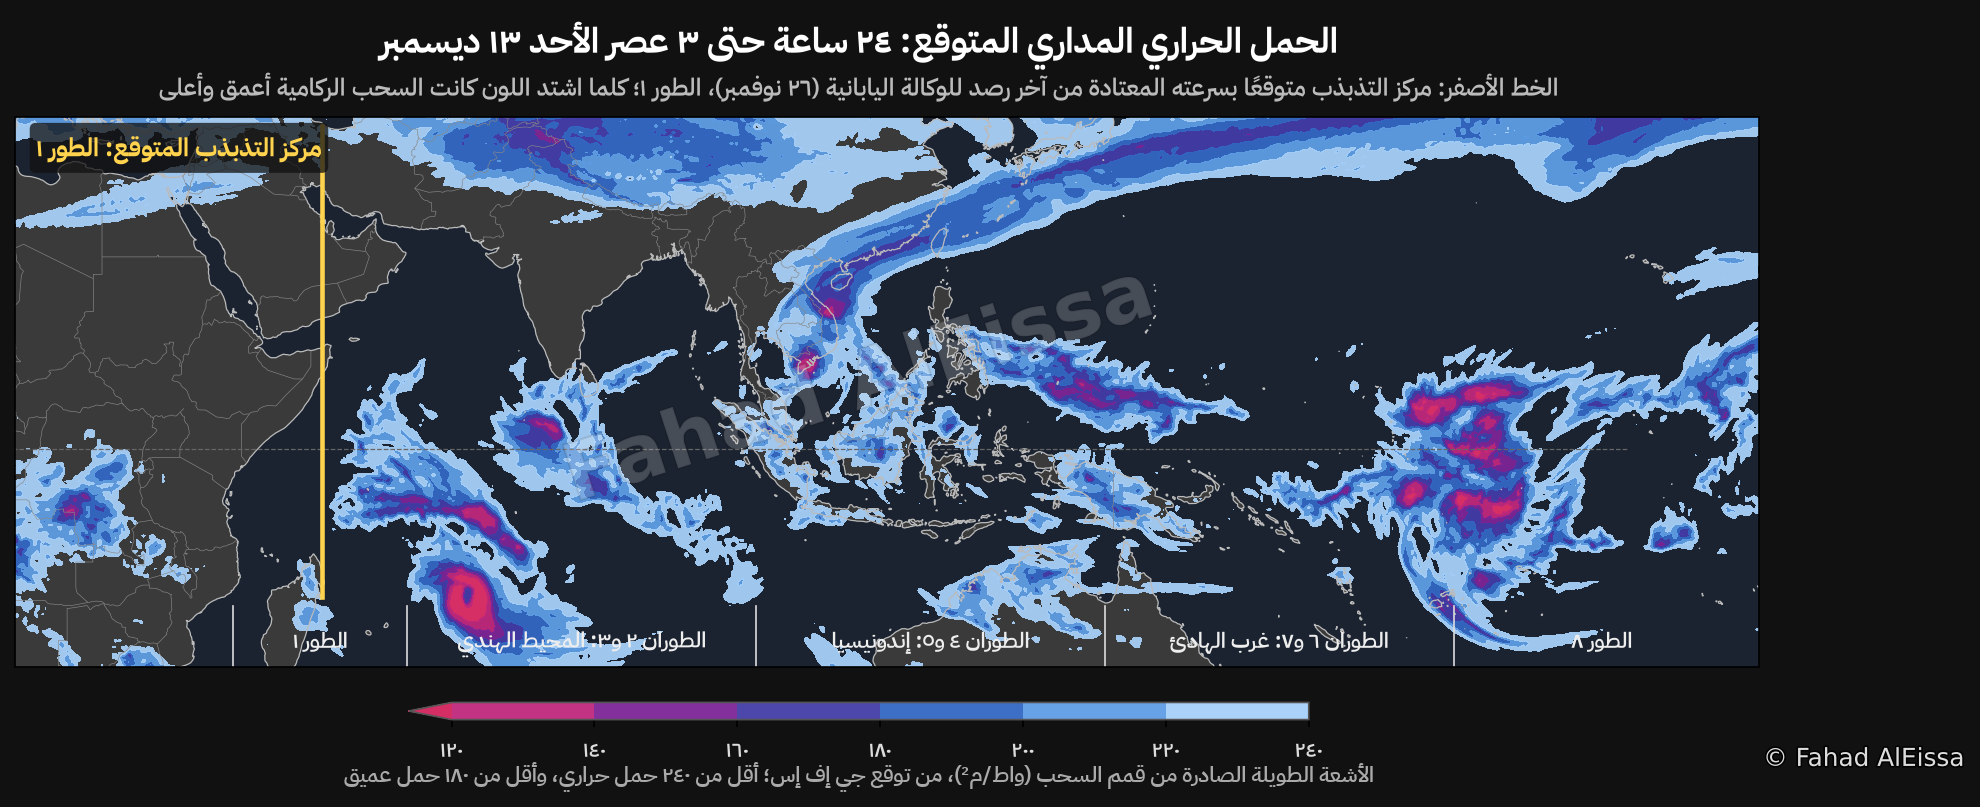 الحمل الحراري المداري المتوقع: ٢٤ ساعة حتى ٣ عصر الأحد ١٣ ديسمبر
الخط الأصفر: مركز التذبذب متوقعًا بسرعته المعتادة من آخر رصد للوكالة اليابانية (٢٦ نوفمبر)، الطور ١؛ كلما اشتد اللون كانت السحب الركامية أعمق وأعلى
مركز التذبذب المتوقع: الطور ١
Fahad AlEissa
الطور ١
الطوران ٢ و٣: المحيط الهندي
الطوران ٤ و٥: إندونيسيا
الطوران ٦ و٧: غرب الهادئ
الطور ٨
١٢٠ ١٤٠ ١٦٠ ١٨٠ ٢٠٠ ٢٢٠ ٢٤٠
الأشعة الطويلة الصادرة من قمم السحب (واط/م²)، من توقع جي إف إس؛ أقل من ٢٤٠ حمل حراري، وأقل من ١٨٠ حمل عميق
© Fahad AlEissa